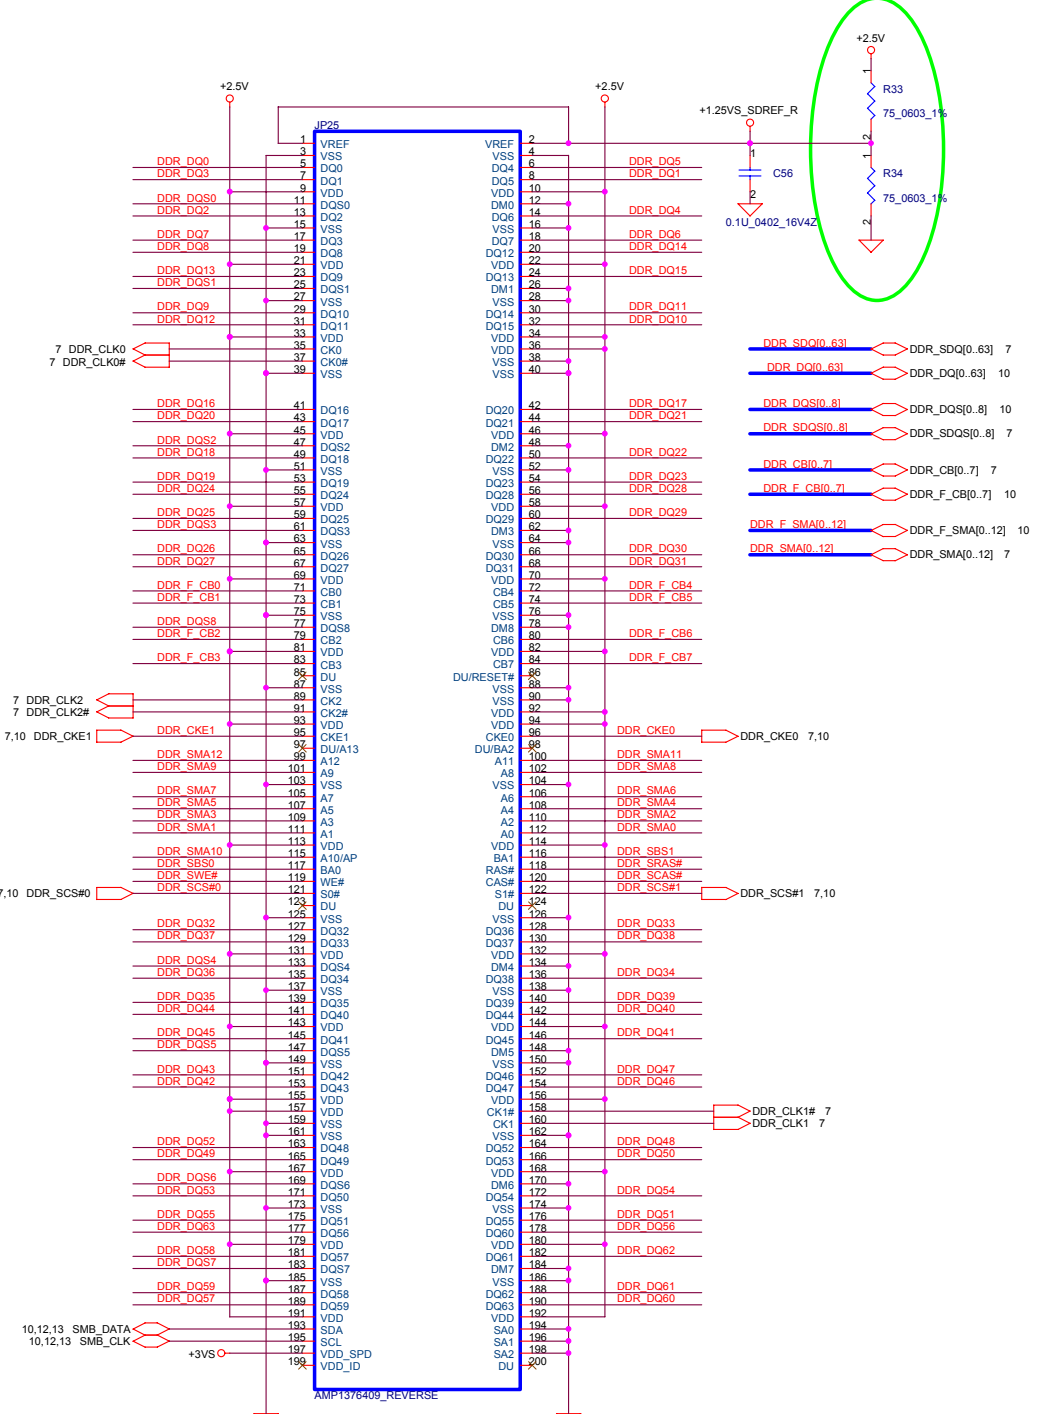 +2.5V
R33
75_0603_1%
R34
75_0603_1%
+1.25VS_SDREF_R
C56
0.1U_0402_16V4Z
+2.5V
+2.5V
JP25
1 VREF VREF 2
3 VSS VSS 4
DDR_DQ0 5 DQ0 DQ4 6 DDR_DQ5
DDR_DQ3 7 DQ1 DQ5 8 DDR_DQ1
9 VDD VDD 10
DDR_DQS0 11 DQS0 DM0 12
DDR_DQ2 13 DQ2 DQ6 14 DDR_DQ4
15 VSS VSS 16
DDR_DQ7 17 DQ3 DQ7 18 DDR_DQ6
DDR_DQ8 19 DQ8 DQ12 20 DDR_DQ14
21 VDD VDD 22
DDR_DQ13 23 DQ9 DQ13 24 DDR_DQ15
DDR_DQS1 25 DQS1 DM1 26
27 VSS VSS 28
DDR_DQ9 29 DQ10 DQ14 30 DDR_DQ11
DDR_DQ12 31 DQ11 DQ15 32 DDR_DQ10
33 VDD VDD 34
7 DDR_CLK0 35 CK0 VDD 36
7 DDR_CLK0# 37 CK0# VSS 38
39 VSS VSS 40
DDR_DQ16 41 DQ16 DQ20 42 DDR_DQ17
DDR_DQ20 43 DQ17 DQ21 44 DDR_DQ21
45 VDD VDD 46
DDR_DQS2 47 DQS2 DM2 48
DDR_DQ18 49 DQ18 DQ22 50 DDR_DQ22
51 VSS VSS 52
DDR_DQ19 53 DQ19 DQ23 54 DDR_DQ23
DDR_DQ24 55 DQ24 DQ28 56 DDR_DQ28
57 VDD VDD 58
DDR_DQ25 59 DQ25 DQ29 60 DDR_DQ29
DDR_DQS3 61 DQS3 DM3 62
63 VSS VSS 64
DDR_DQ26 65 DQ26 DQ30 66 DDR_DQ30
DDR_DQ27 67 DQ27 DQ31 68 DDR_DQ31
69 VDD VDD 70
DDR_F_CB0 71 CB0 CB4 72 DDR_F_CB4
DDR_F_CB1 73 CB1 CB5 74 DDR_F_CB5
75 VSS VSS 76
DDR_DQS8 77 DQS8 DM8 78
DDR_F_CB2 79 CB2 CB6 80 DDR_F_CB6
81 VDD VDD 82
DDR_F_CB3 83 CB3 CB7 84 DDR_F_CB7
85 DU DU/RESET# 86
87 VSS VSS 88
7 DDR_CLK2 89 CK2 VSS 90
7 DDR_CLK2# 91 CK2# VDD 92
93 VDD VDD 94
7,10 DDR_CKE1 DDR_CKE1 95 CKE1 CKE0 96 DDR_CKE0 DDR_CKE0 7,10
97 DU/A13 DU/BA2 98
DDR_SMA12 99 A12 A11 100 DDR_SMA11
DDR_SMA9 101 A9 A8 102 DDR_SMA8
103 VSS VSS 104
DDR_SMA7 105 A7 A6 106 DDR_SMA6
DDR_SMA5 107 A5 A4 108 DDR_SMA4
DDR_SMA3 109 A3 A2 110 DDR_SMA2
DDR_SMA1 111 A1 A0 112 DDR_SMA0
113 VDD VDD 114
DDR_SMA10 115 A10/AP BA1 116 DDR_SBS1
DDR_SBS0 117 BA0 RAS# 118 DDR_SRAS#
DDR_SWE# 119 WE# CAS# 120 DDR_SCAS#
7,10 DDR_SCS#0 DDR_SCS#0 121 S0# S1# 122 DDR_SCS#1 DDR_SCS#1 7,10
123 DU DU 124
125 VSS VSS 126
DDR_DQ32 127 DQ32 DQ36 128 DDR_DQ33
DDR_DQ37 129 DQ33 DQ37 130 DDR_DQ38
131 VDD VDD 132
DDR_DQS4 133 DQS4 DM4 134
DDR_DQ36 135 DQ34 DQ38 136 DDR_DQ34
137 VSS VSS 138
DDR_DQ35 139 DQ35 DQ39 140 DDR_DQ39
DDR_DQ44 141 DQ40 DQ44 142 DDR_DQ40
143 VDD VDD 144
DDR_DQ45 145 DQ41 DQ45 146 DDR_DQ41
DDR_DQS5 147 DQS5 DM5 148
149 VSS VSS 150
DDR_DQ43 151 DQ42 DQ46 152 DDR_DQ47
DDR_DQ42 153 DQ43 DQ47 154 DDR_DQ46
155 VDD VDD 156
157 VDD CK1# 158 DDR_CLK1# 7
159 VSS CK1 160 DDR_CLK1 7
161 VSS VSS 162
DDR_DQ52 163 DQ48 DQ52 164 DDR_DQ48
DDR_DQ49 165 DQ49 DQ53 166 DDR_DQ50
167 VDD VDD 168
DDR_DQS6 169 DQS6 DM6 170
DDR_DQ53 171 DQ50 DQ54 172 DDR_DQ54
173 VSS VSS 174
DDR_DQ55 175 DQ51 DQ55 176 DDR_DQ51
DDR_DQ63 177 DQ56 DQ60 178 DDR_DQ56
179 VDD VDD 180
DDR_DQ58 181 DQ57 DQ61 182 DDR_DQ62
DDR_DQS7 183 DQS7 DM7 184
185 VSS VSS 186
DDR_DQ59 187 DQ58 DQ62 188 DDR_DQ61
DDR_DQ57 189 DQ59 DQ63 190 DDR_DQ60
191 VDD VDD 192
10,12,13 SMB_DATA 193 SDA SA0 194
10,12,13 SMB_CLK 195 SCL SA1 196
+3VS 197 VDD_SPD SA2 198
199 VDD_ID DU 200
AMP1376409_REVERSE
DDR_SDQ[0..63] DDR_SDQ[0..63] 7
DDR_DQ[0..63] DDR_DQ[0..63] 10
DDR_DQS[0..8] DDR_DQS[0..8] 10
DDR_SDQS[0..8] DDR_SDQS[0..8] 7
DDR_CB[0..7] DDR_CB[0..7] 7
DDR_F_CB[0..7] DDR_F_CB[0..7] 10
DDR_F_SMA[0..12] DDR_F_SMA[0..12] 10
DDR_SMA[0..12] DDR_SMA[0..12] 7
1
2
1
2
1
2